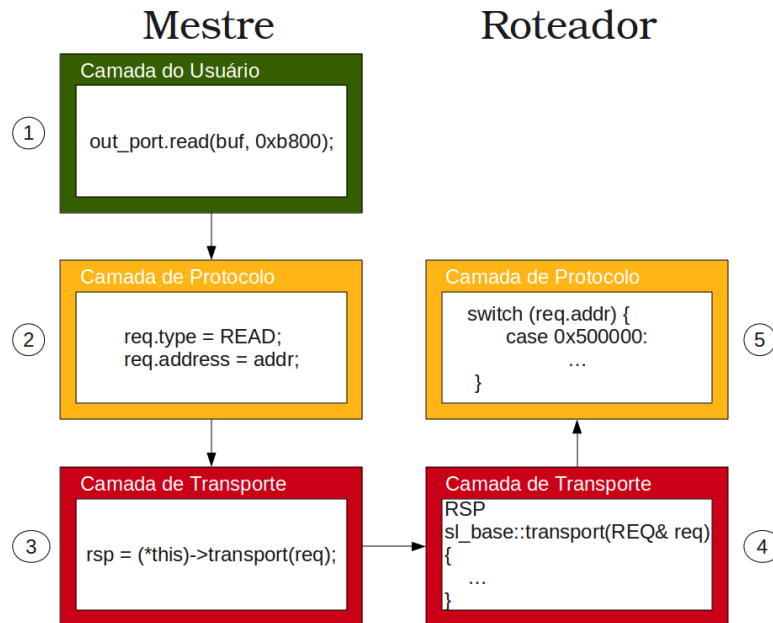 Mestre
Roteador
Camada do Usuário
1
out_port.read(buf, 0xb800);
Camada de Protocolo
2
req.type = READ;
req.address = addr;
Camada de Protocolo
switch (req.addr) {
case 0x500000:
...
}
5
Camada de Transporte
3
rsp = (*this)->transport(req);
Camada de Transporte
RSP
sl_base::transport(REQ& req)
{
...
}
4